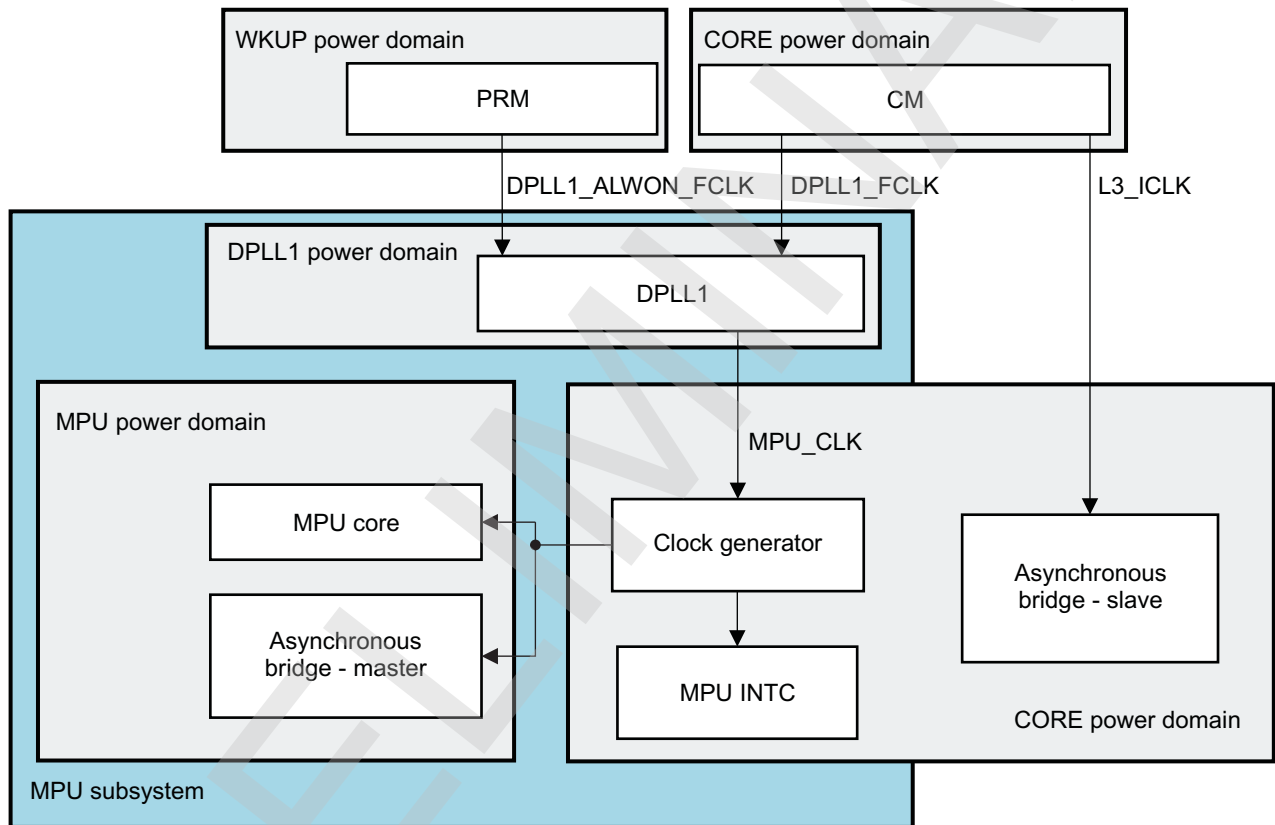 WKUP power domain
CORE power domain
PRM
CM
DPLL1_ALWON_FCLK
DPLL1_FCLK
L3_ICLK
DPLL1 power domain
DPLL1
MPU power domain
MPU_CLK
MPU core
Clock generator
Asynchronous
bridge - slave
Asynchronous
bridge - master
MPU INTC
CORE power domain
MPU subsystem
ELIMINA